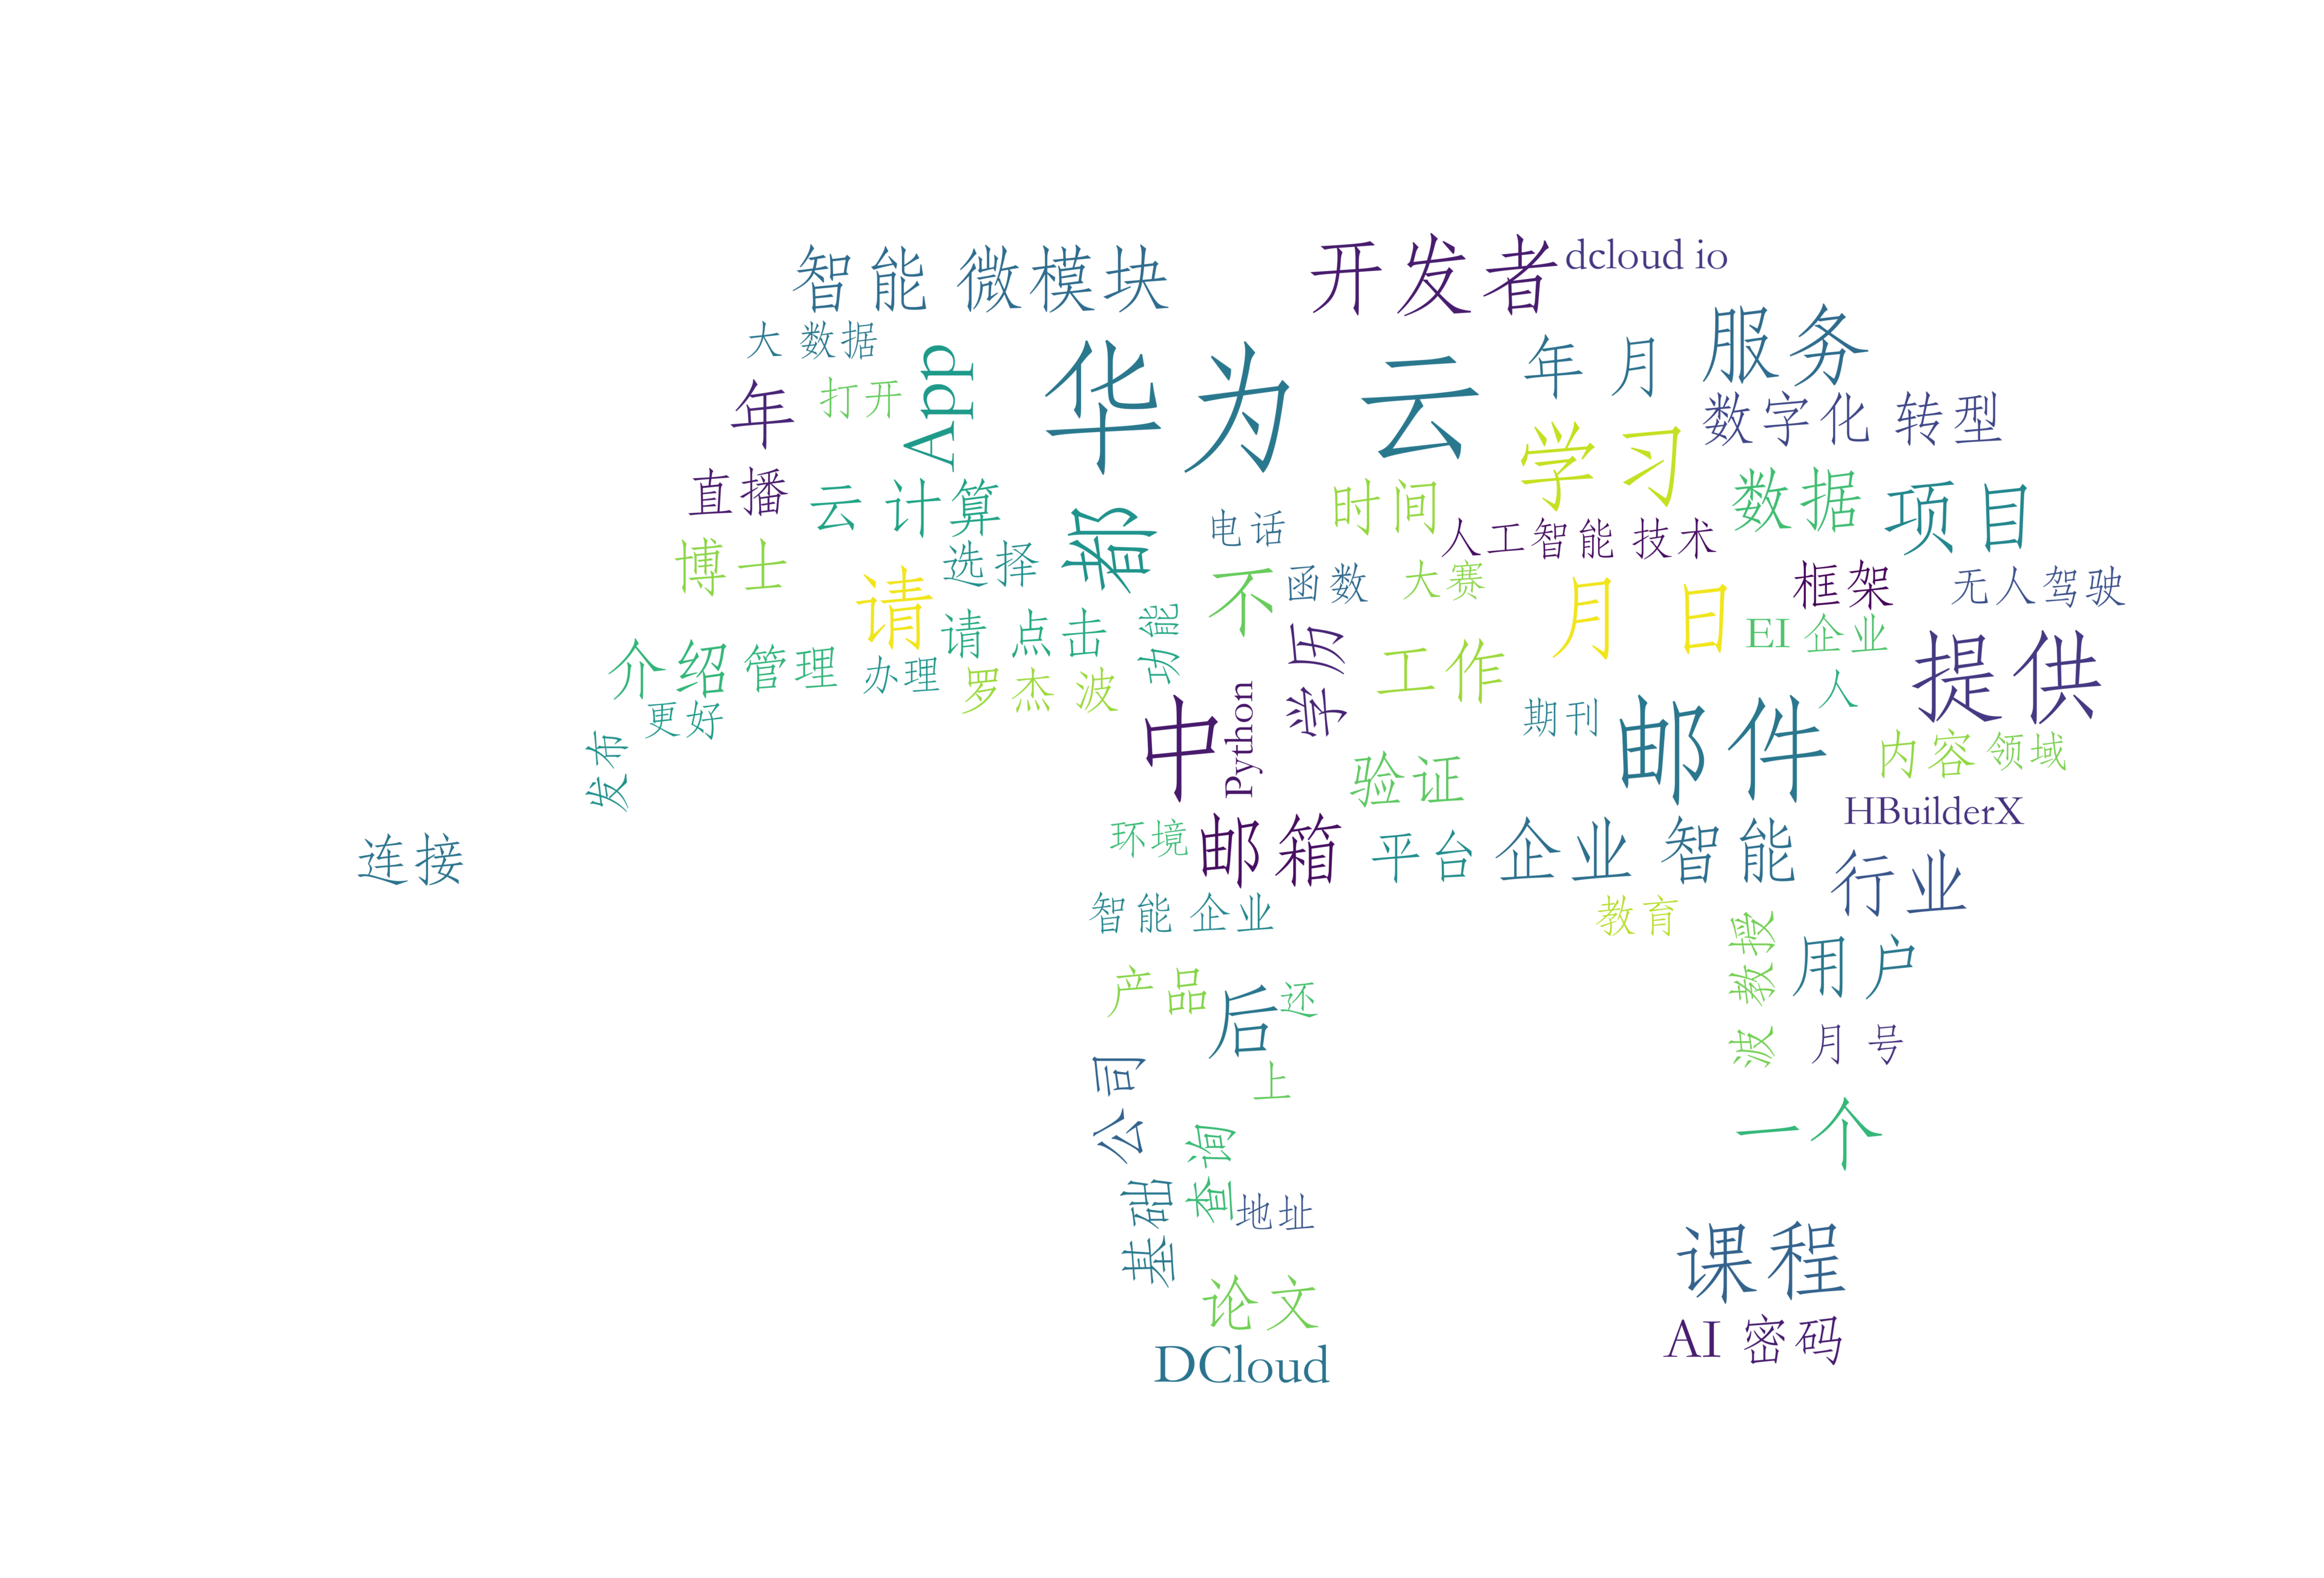 开发者
dcloud io
智能 微模块
服务
大 数据
华为 云
年 月
App
年
打开
数字化 转型
学习
直播
云 计算
时间
数据
项目
都
电话
人工智能 技术
博士
选择
请
不
函数
大赛
月 日
框架
无人驾驶
请 点击
功能
EI 企业
介绍
管理
办理
罗杰 波
学历
工作
提供
人
更好
中
Python
期刊
邮件
内容
领域
发布
验证
HBuilderX
连接
环境
邮箱
平台
企业 智能
行业
智能 企业
教育
波 教授
用户
产品
后
还
月 号
公司
上
一个
查询
基础
地址
课程
论文
AI 密码
DCloud